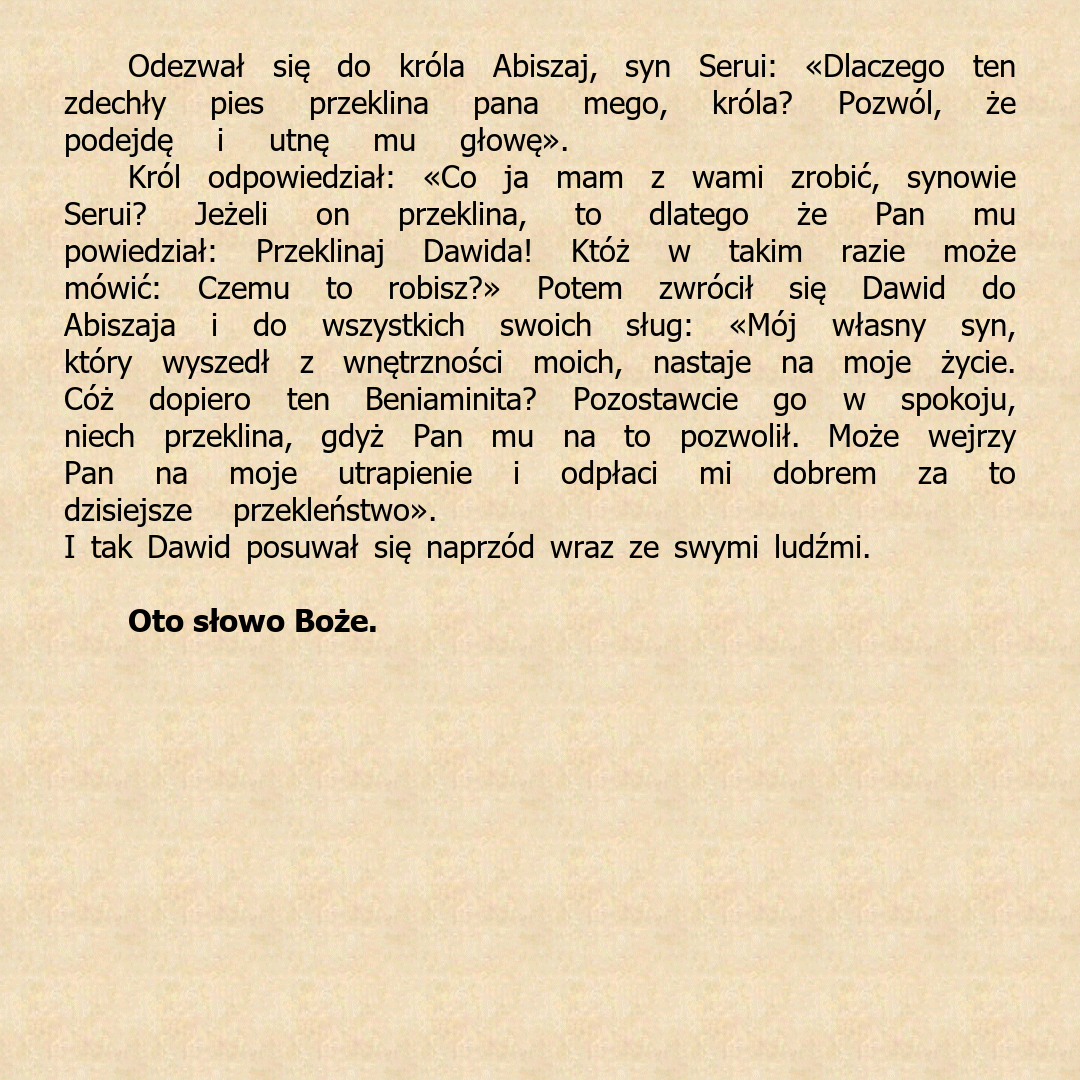 Odezwał się do króla Abiszaj, syn Serui: «Dlaczego ten
zdechły pies przeklina pana mego, króla? Pozwól, że
podejdę i utnę mu głowę».
Król odpowiedział: «Co ja mam z wami zrobić, synowie
Serui? Jeżeli on przeklina, to dlatego że Pan mu
powiedział: Przeklinaj Dawida! Któż w takim razie może
mówić: Czemu to robisz?» Potem zwrócił się Dawid do
Abiszaja i do wszystkich swoich sług: «Mój własny syn,
który wyszedł z wnętrzności moich, nastaje na moje życie.
Cóż dopiero ten Beniaminita? Pozostawcie go w spokoju,
niech przeklina, gdyż Pan mu na to pozwolił. Może wejrzy
Pan na moje utrapienie i odpłaci mi dobrem za to
dzisiejsze przekleństwo».
I tak Dawid posuwał się naprzód wraz ze swymi ludźmi.
Oto słowo Boże.